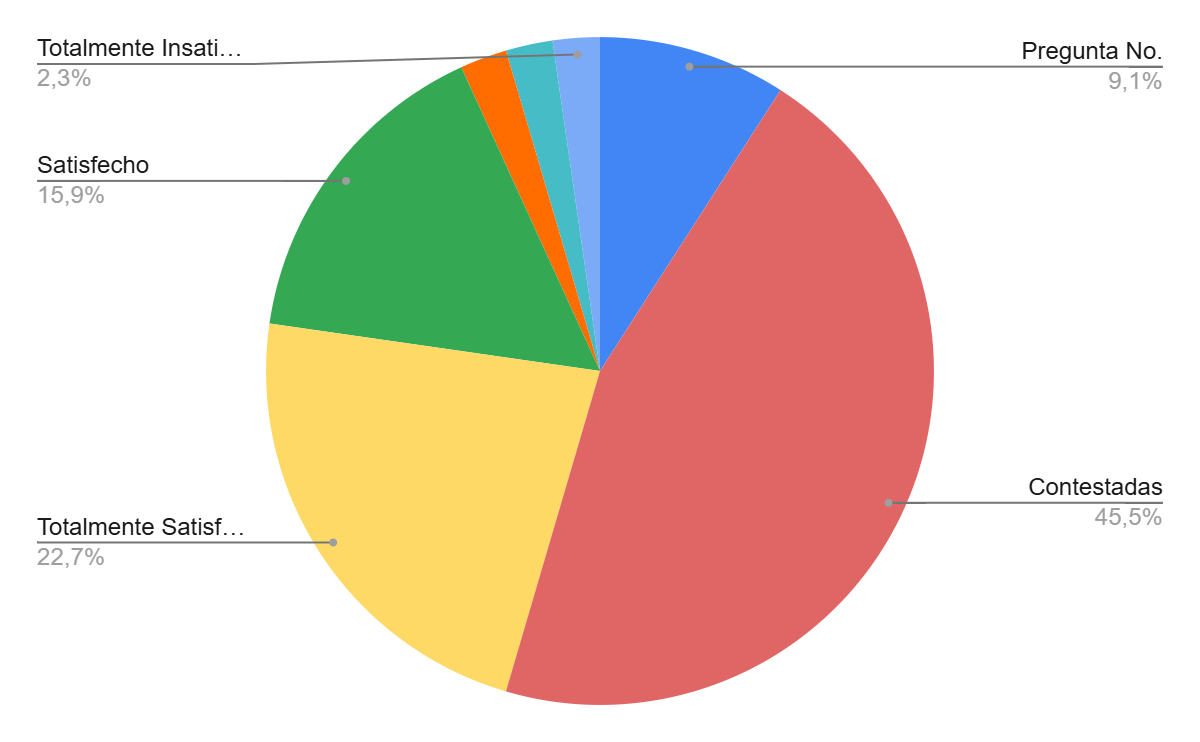 Totalmente Insati…
2,3%
Pregunta No.
9,1%
Satisfecho
15,9%
Contestadas
45,5%
Totalmente Satisf…
22,7%